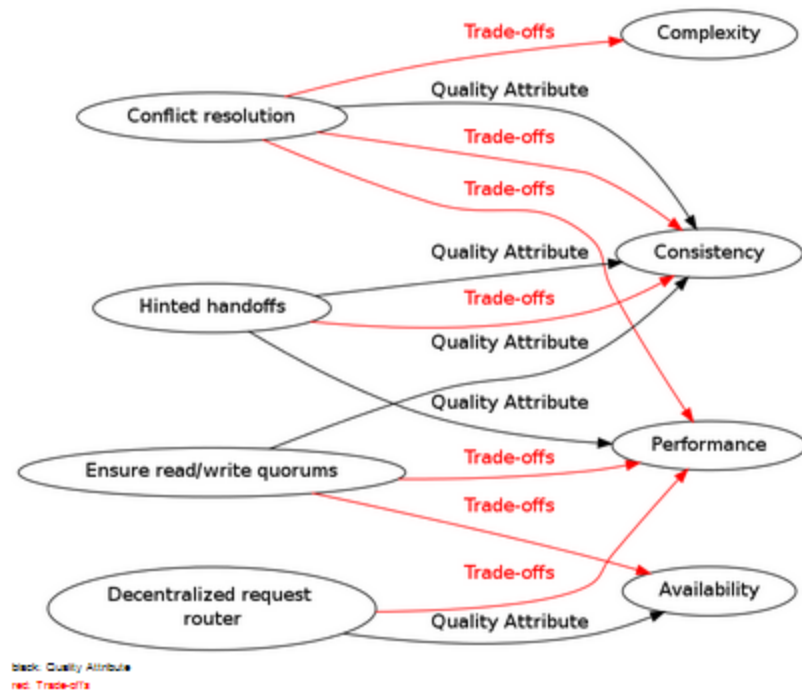 Trade-offs
Complexity
Quality Attribute
Conflict resolution
Trade-offs
Trade-offs
Quality Attribute
Consistency
Hinted handoffs
Trade-offs
Quality Attribute
Quality Attribute
Performance
Trade-offs
Ensure read/write quorums
Trade-offs
Trade-offs
Availability
Decentralized request
router
Quality Attribute
black: Quality Attribute
red: Trade-offs